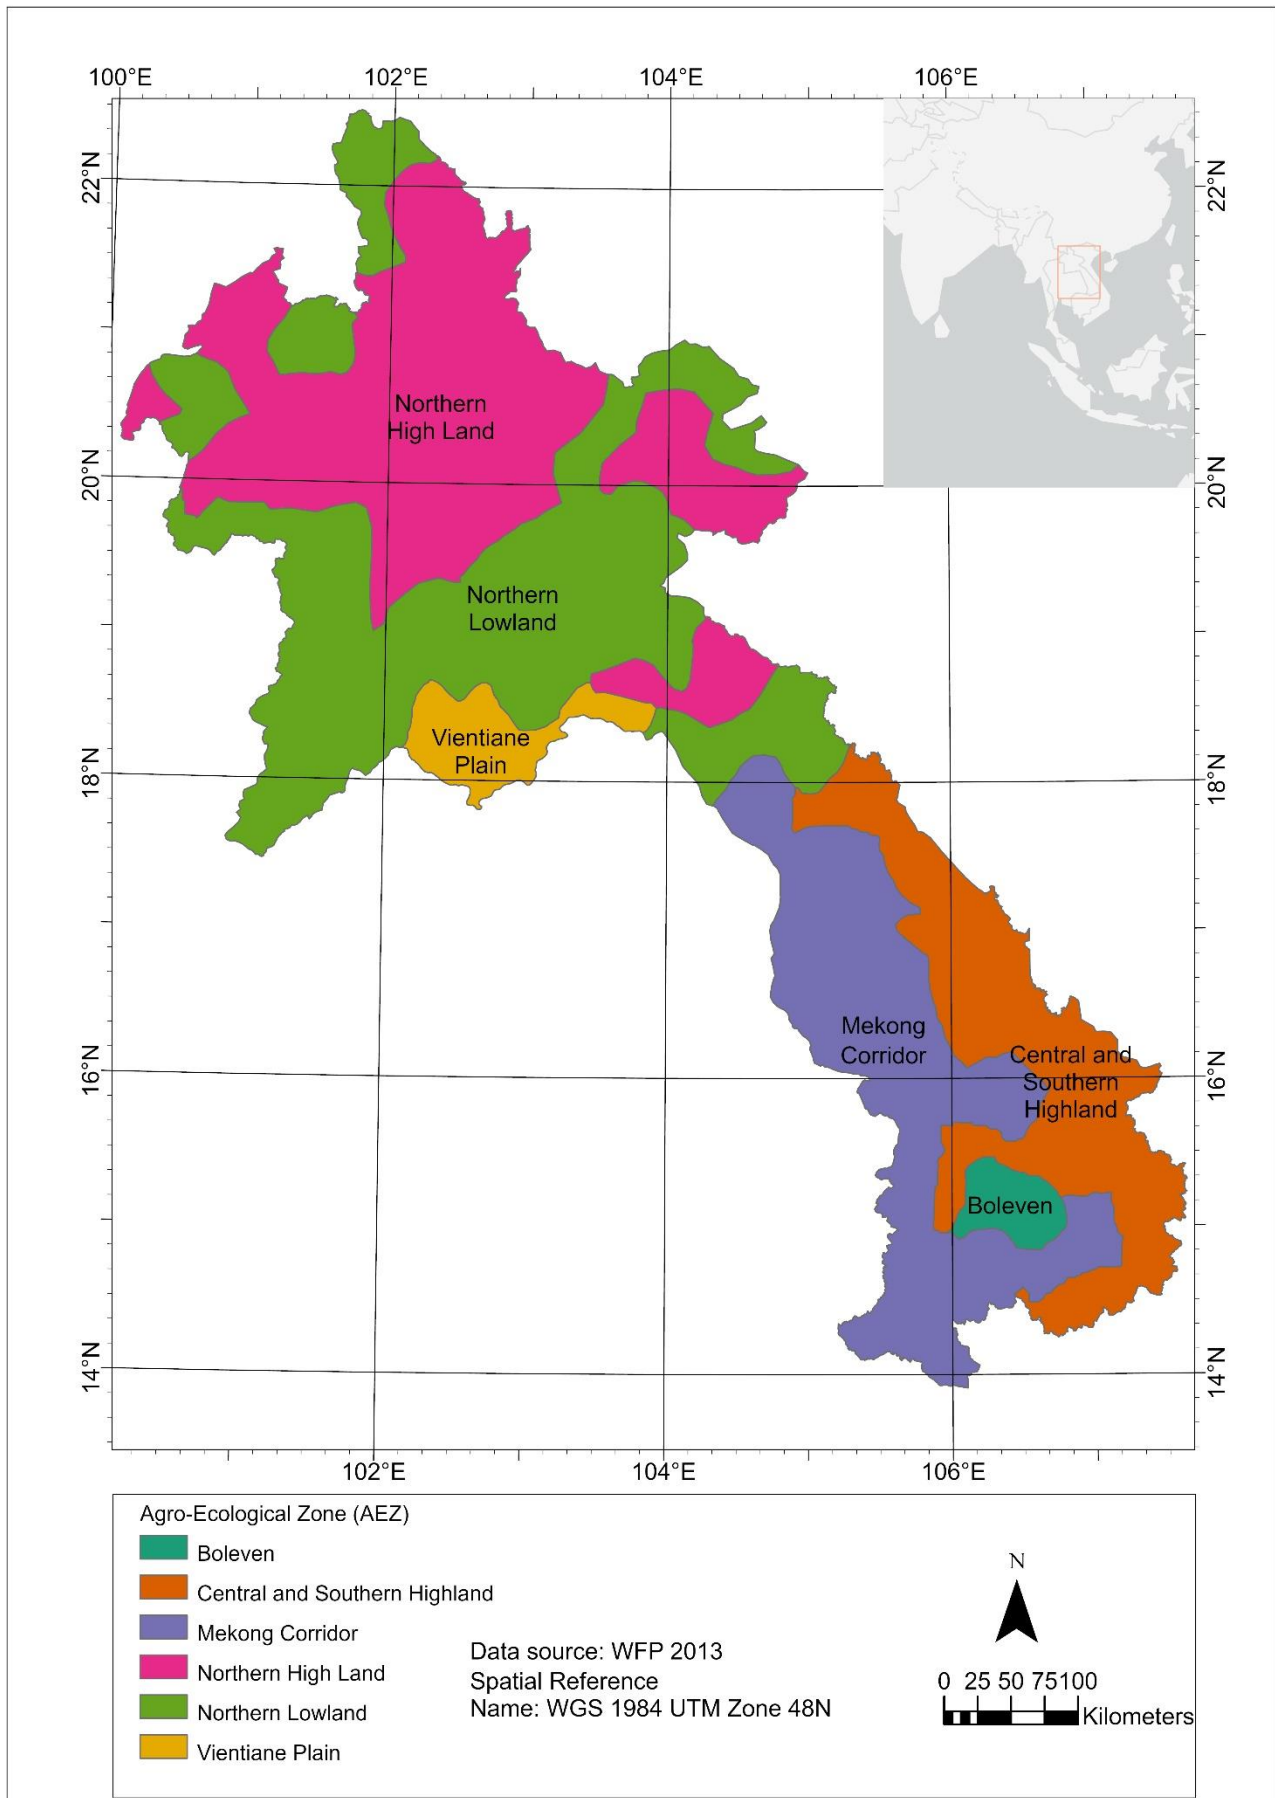 100°E 102°E 104°E 106°E
22°N 22°N
Northern
High Land
20°N 20°N
Northern
Lowland
Vientiane
Plain
18°N 18°N
Mekong
Corridor
Central and
Southern
Highland
16°N 16°N
Boleven
14°N 14°N
102°E 104°E 106°E
Agro-Ecological Zone (AEZ)
Boleven
Central and Southern Highland
Mekong Corridor
Northern High Land
Northern Lowland
Vientiane Plain
Data source: WFP 2013
Spatial Reference
Name: WGS 1984 UTM Zone 48N
N
0 25 50 75 100
Kilometers